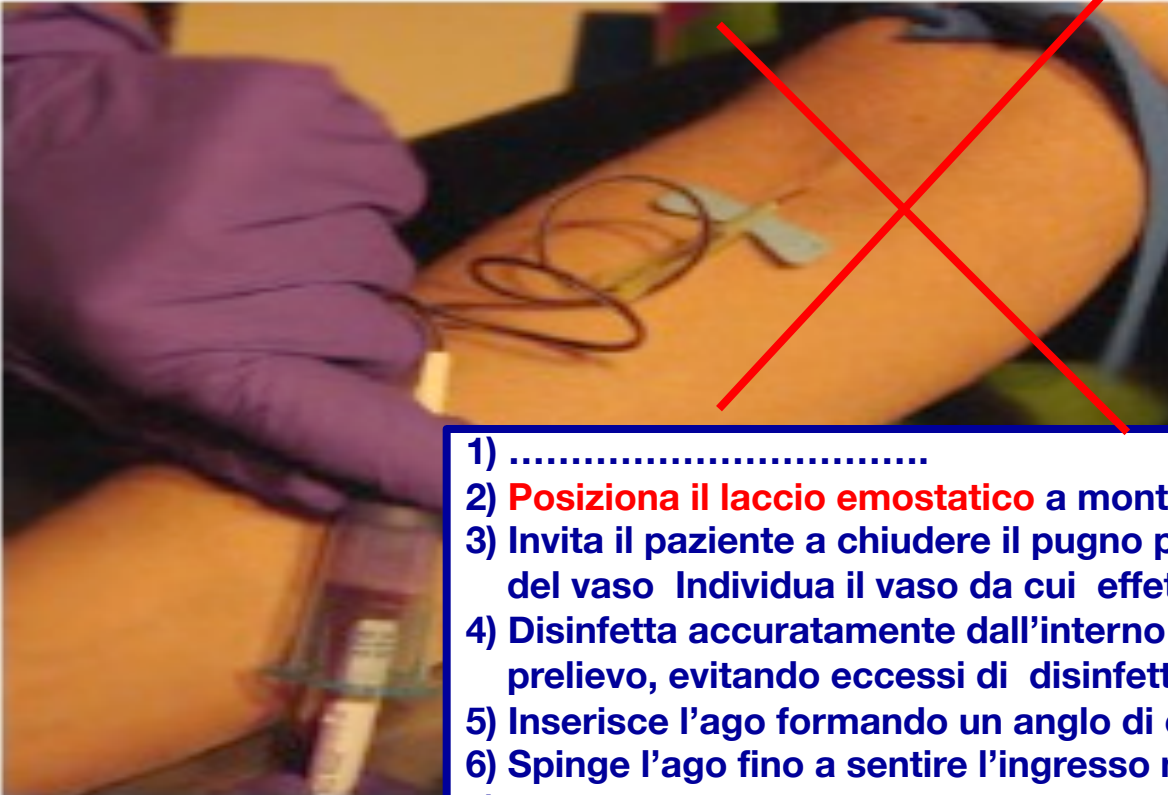 1) ……………………………..
2) Posiziona il laccio emostatico a mont
3) Invita il paziente a chiudere il pugno p
del vaso Individua il vaso da cui effet
4) Disinfetta accuratamente dall’interno
prelievo, evitando eccessi di disinfett
5) Inserisce l’ago formando un anglo di
6) Spinge l’ago fino a sentire l’ingresso